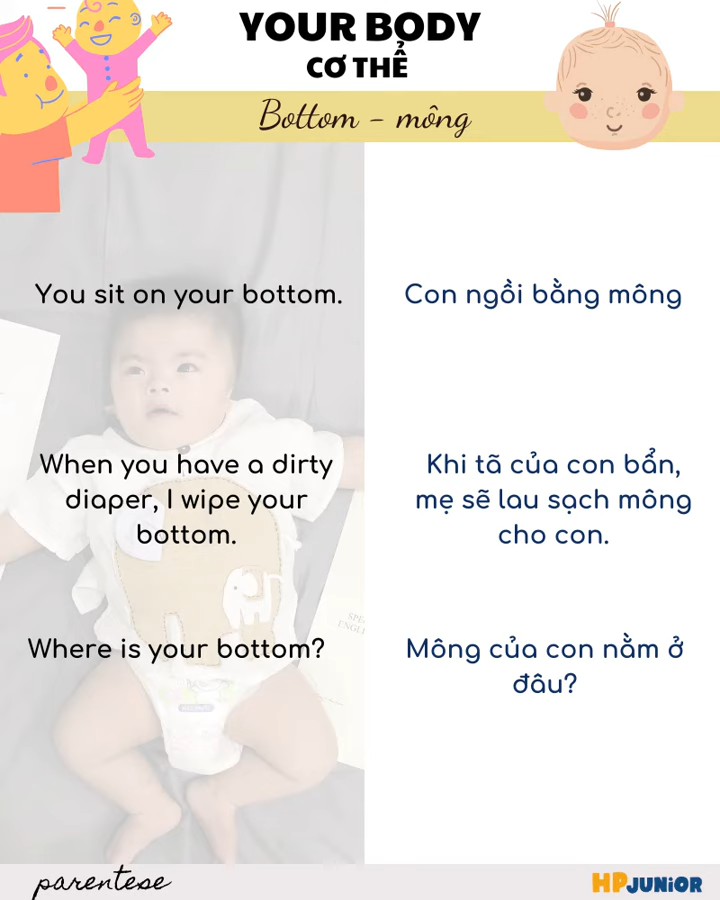 YOUR BODY
CƠ THỂ
Bottom - mông
You sit on your bottom.
Con ngồi bằng mông
When you have a dirty
diaper, I wipe your
bottom.
Khi tã của con bẩn,
mẹ sẽ lau sạch mông
cho con.
Where is your bottom?
Mông của con nằm ở
đâu?
parentese
HP JUNiOR